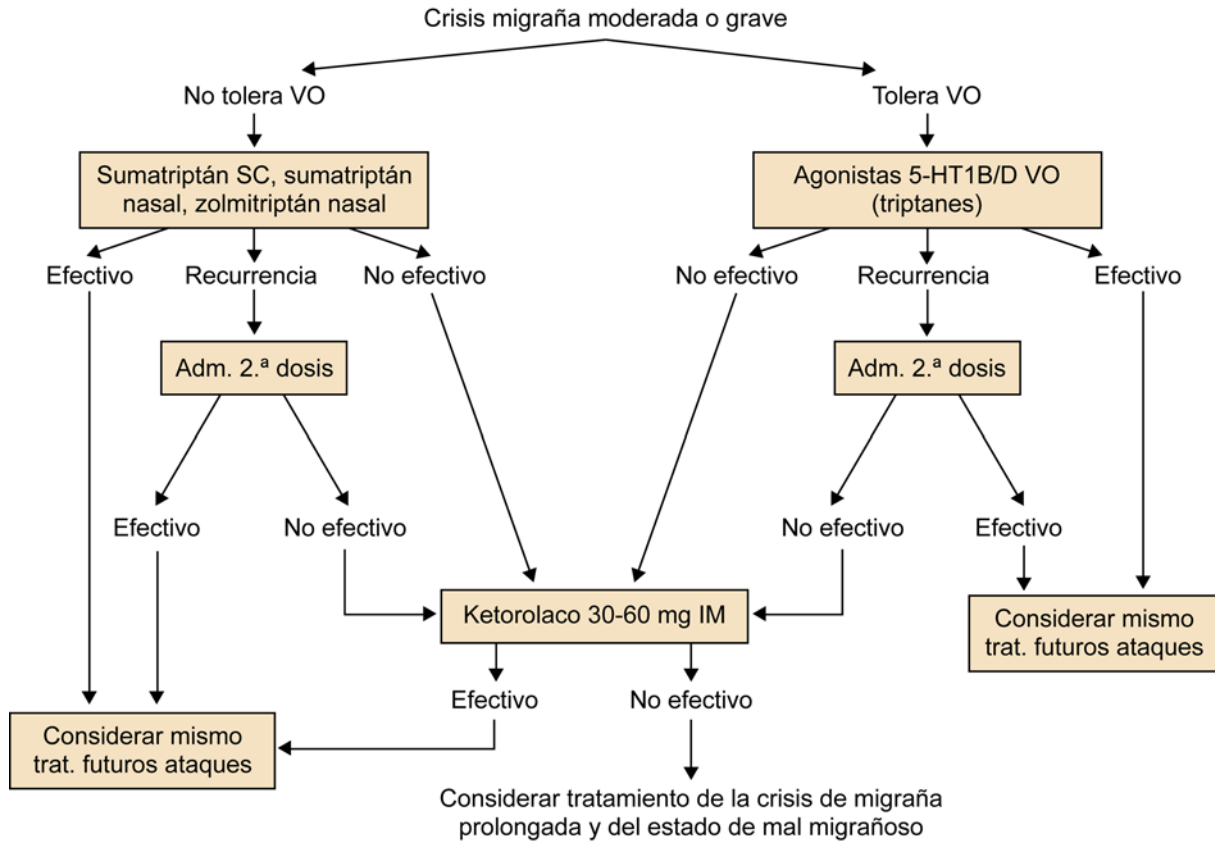 Crisis migraña moderada o grave
No tolera VO
Tolera VO
Sumatriptán SC, sumatriptán
nasal, zolmitriptán nasal
Agonistas 5-HT1B/D VO
(triptanes)
Efectivo
Recurrencia
No efectivo
No efectivo
Recurrencia
Efectivo
Adm. 2.ª dosis
Adm. 2.ª dosis
Efectivo
No efectivo
No efectivo
Efectivo
Ketorolaco 30-60 mg IM
Considerar mismo
trat. futuros ataques
Efectivo
No efectivo
Considerar mismo
trat. futuros ataques
Considerar tratamiento de la crisis de migraña
prolongada y del estado de mal migrañoso